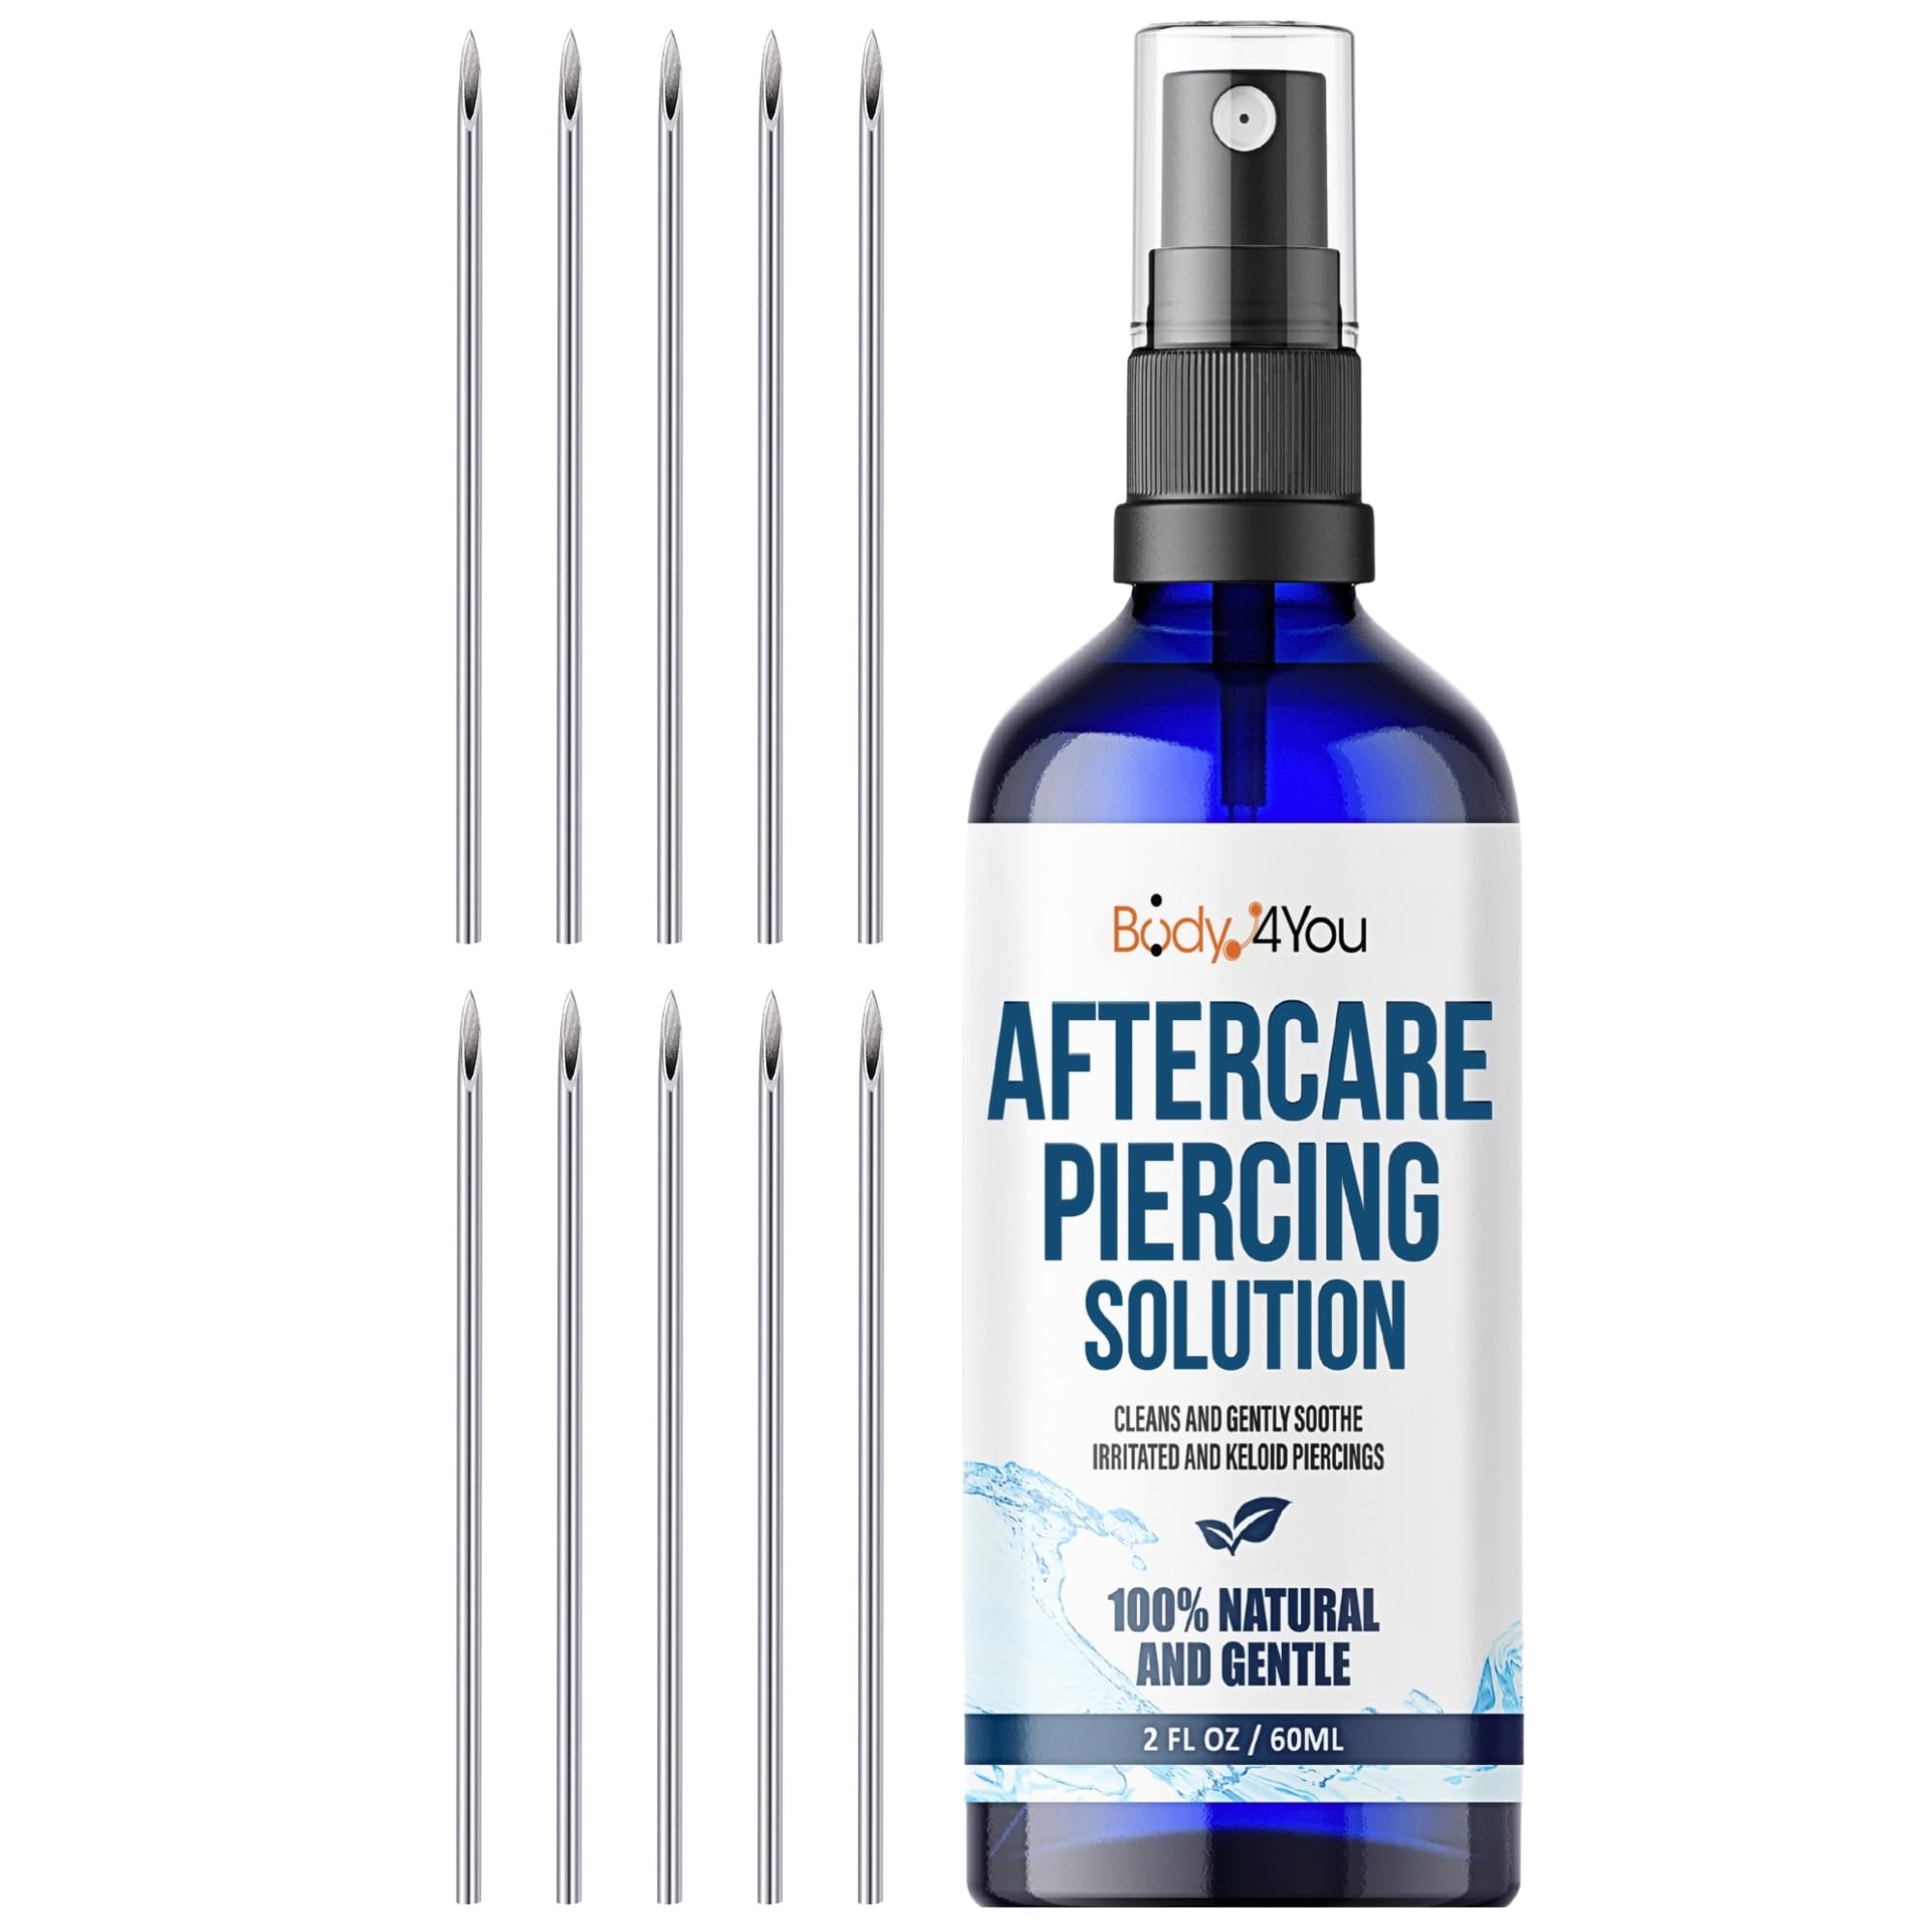 Body4You
AFTERCARE
PIERCING
SOLUTION
CLEANS AND GENTLY SOOTHE
IRRITATED AND KELOID PIERCINGS
100% NATURAL
AND GENTLE
2 FL OZ / 60ML